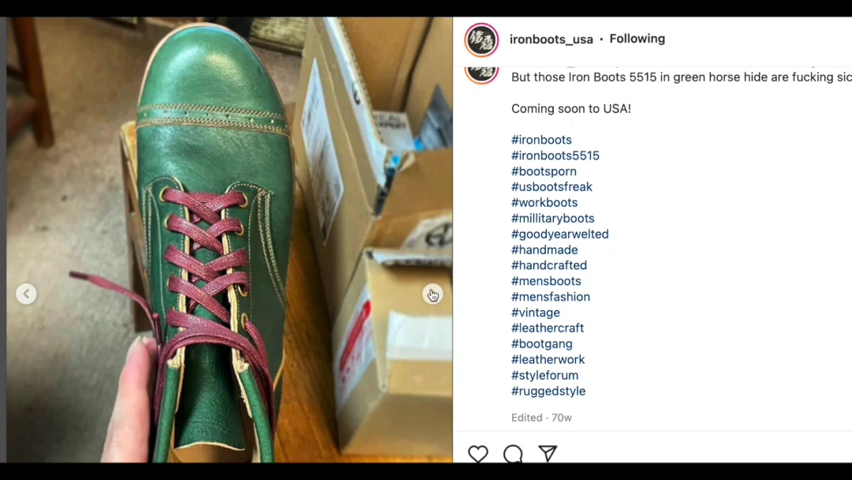 ironboots_usa • Following
But those Iron Boots 5515 in green horse hide are fucking sic
Coming soon to USA!
#ironboots
#ironboots5515
#bootsporn
#usbootsfreak
#workboots
#millitaryboots
#goodyearwelted
#handmade
#handcrafted
#mensboots
#mensfashion
#vintage
#leathercraft
#bootgang
#leatherwork
#styleforum
#ruggedstyle
Edited · 70w